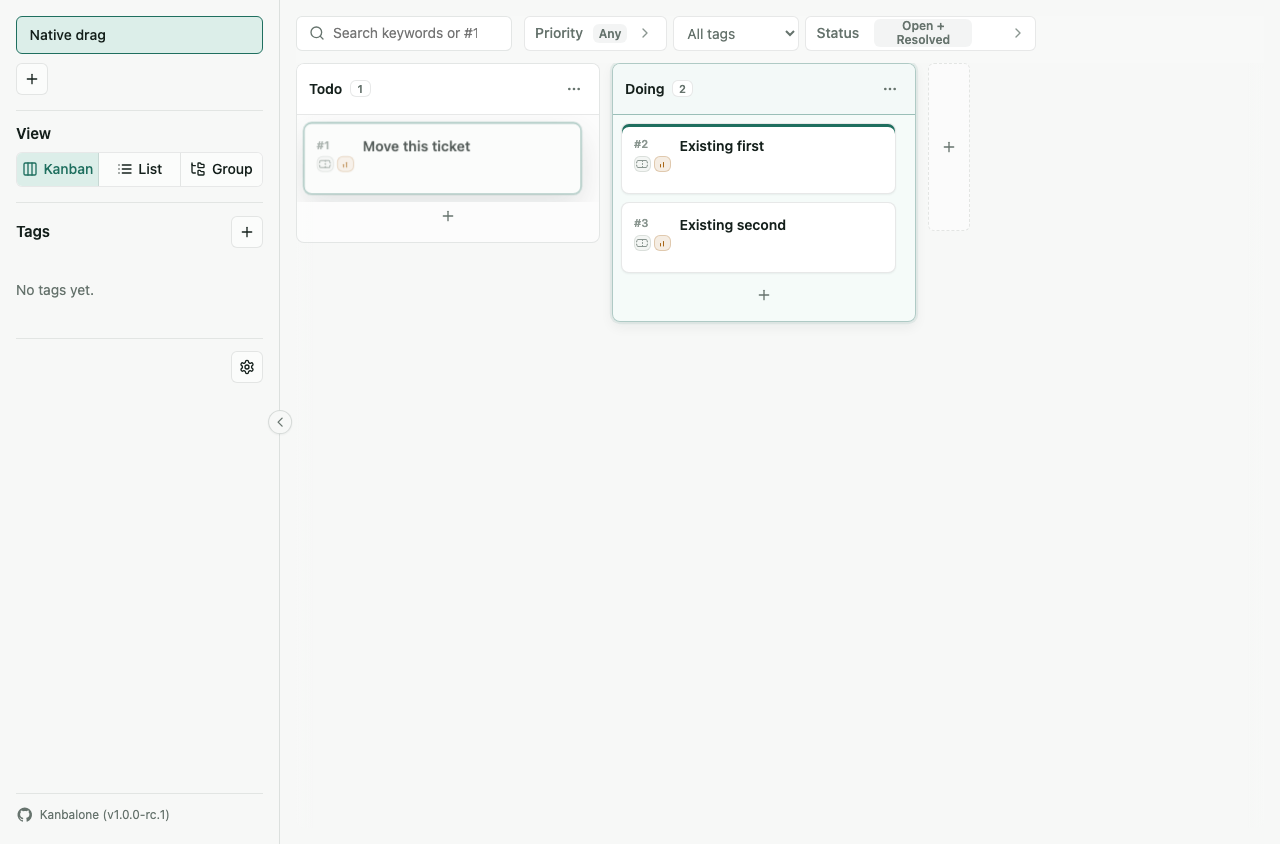 Native drag
View
Kanban
List
Group
Tags
No tags yet.
Kanbalone (v1.0.0-rc.1)
Search keywords or #1
Priority Any
All tags
Status
Open +
Resolved
Todo 1
#1 Move this ticket
Doing 2
#2 Existing first
#3 Existing second